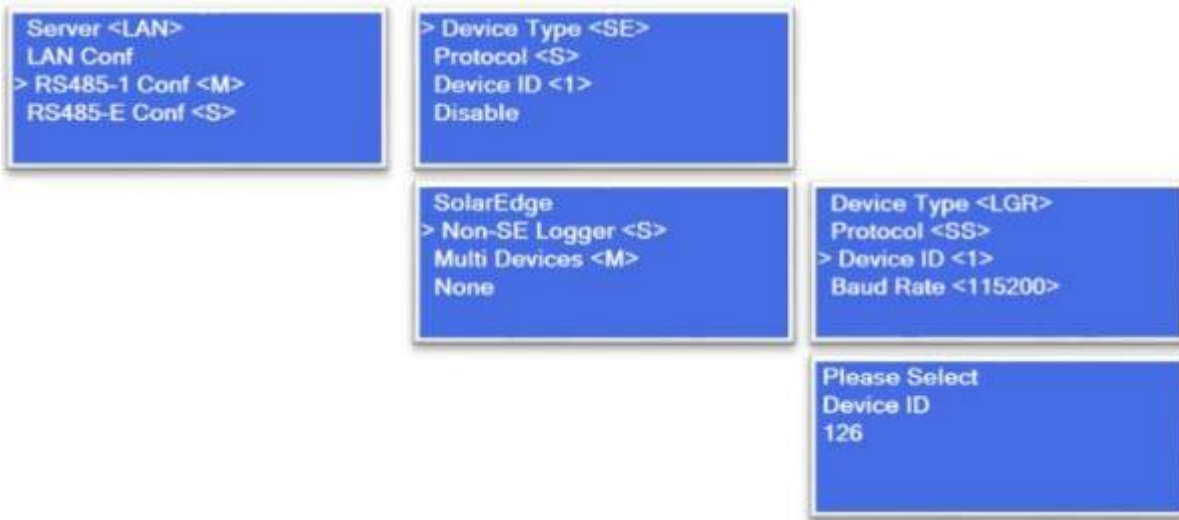 Server <LAN>
LAN Conf
> RS485-1 Conf <M>
RS485-E Conf <S>
> Device Type <SE>
Protocol <S>
Device ID <1>
Disable
SolarEdge
> Non-SE Logger <S>
Multi Devices <M>
None
Device Type <LGR>
Protocol <SS>
> Device ID <1>
Baud Rate <115200>
Please Select
Device ID
126